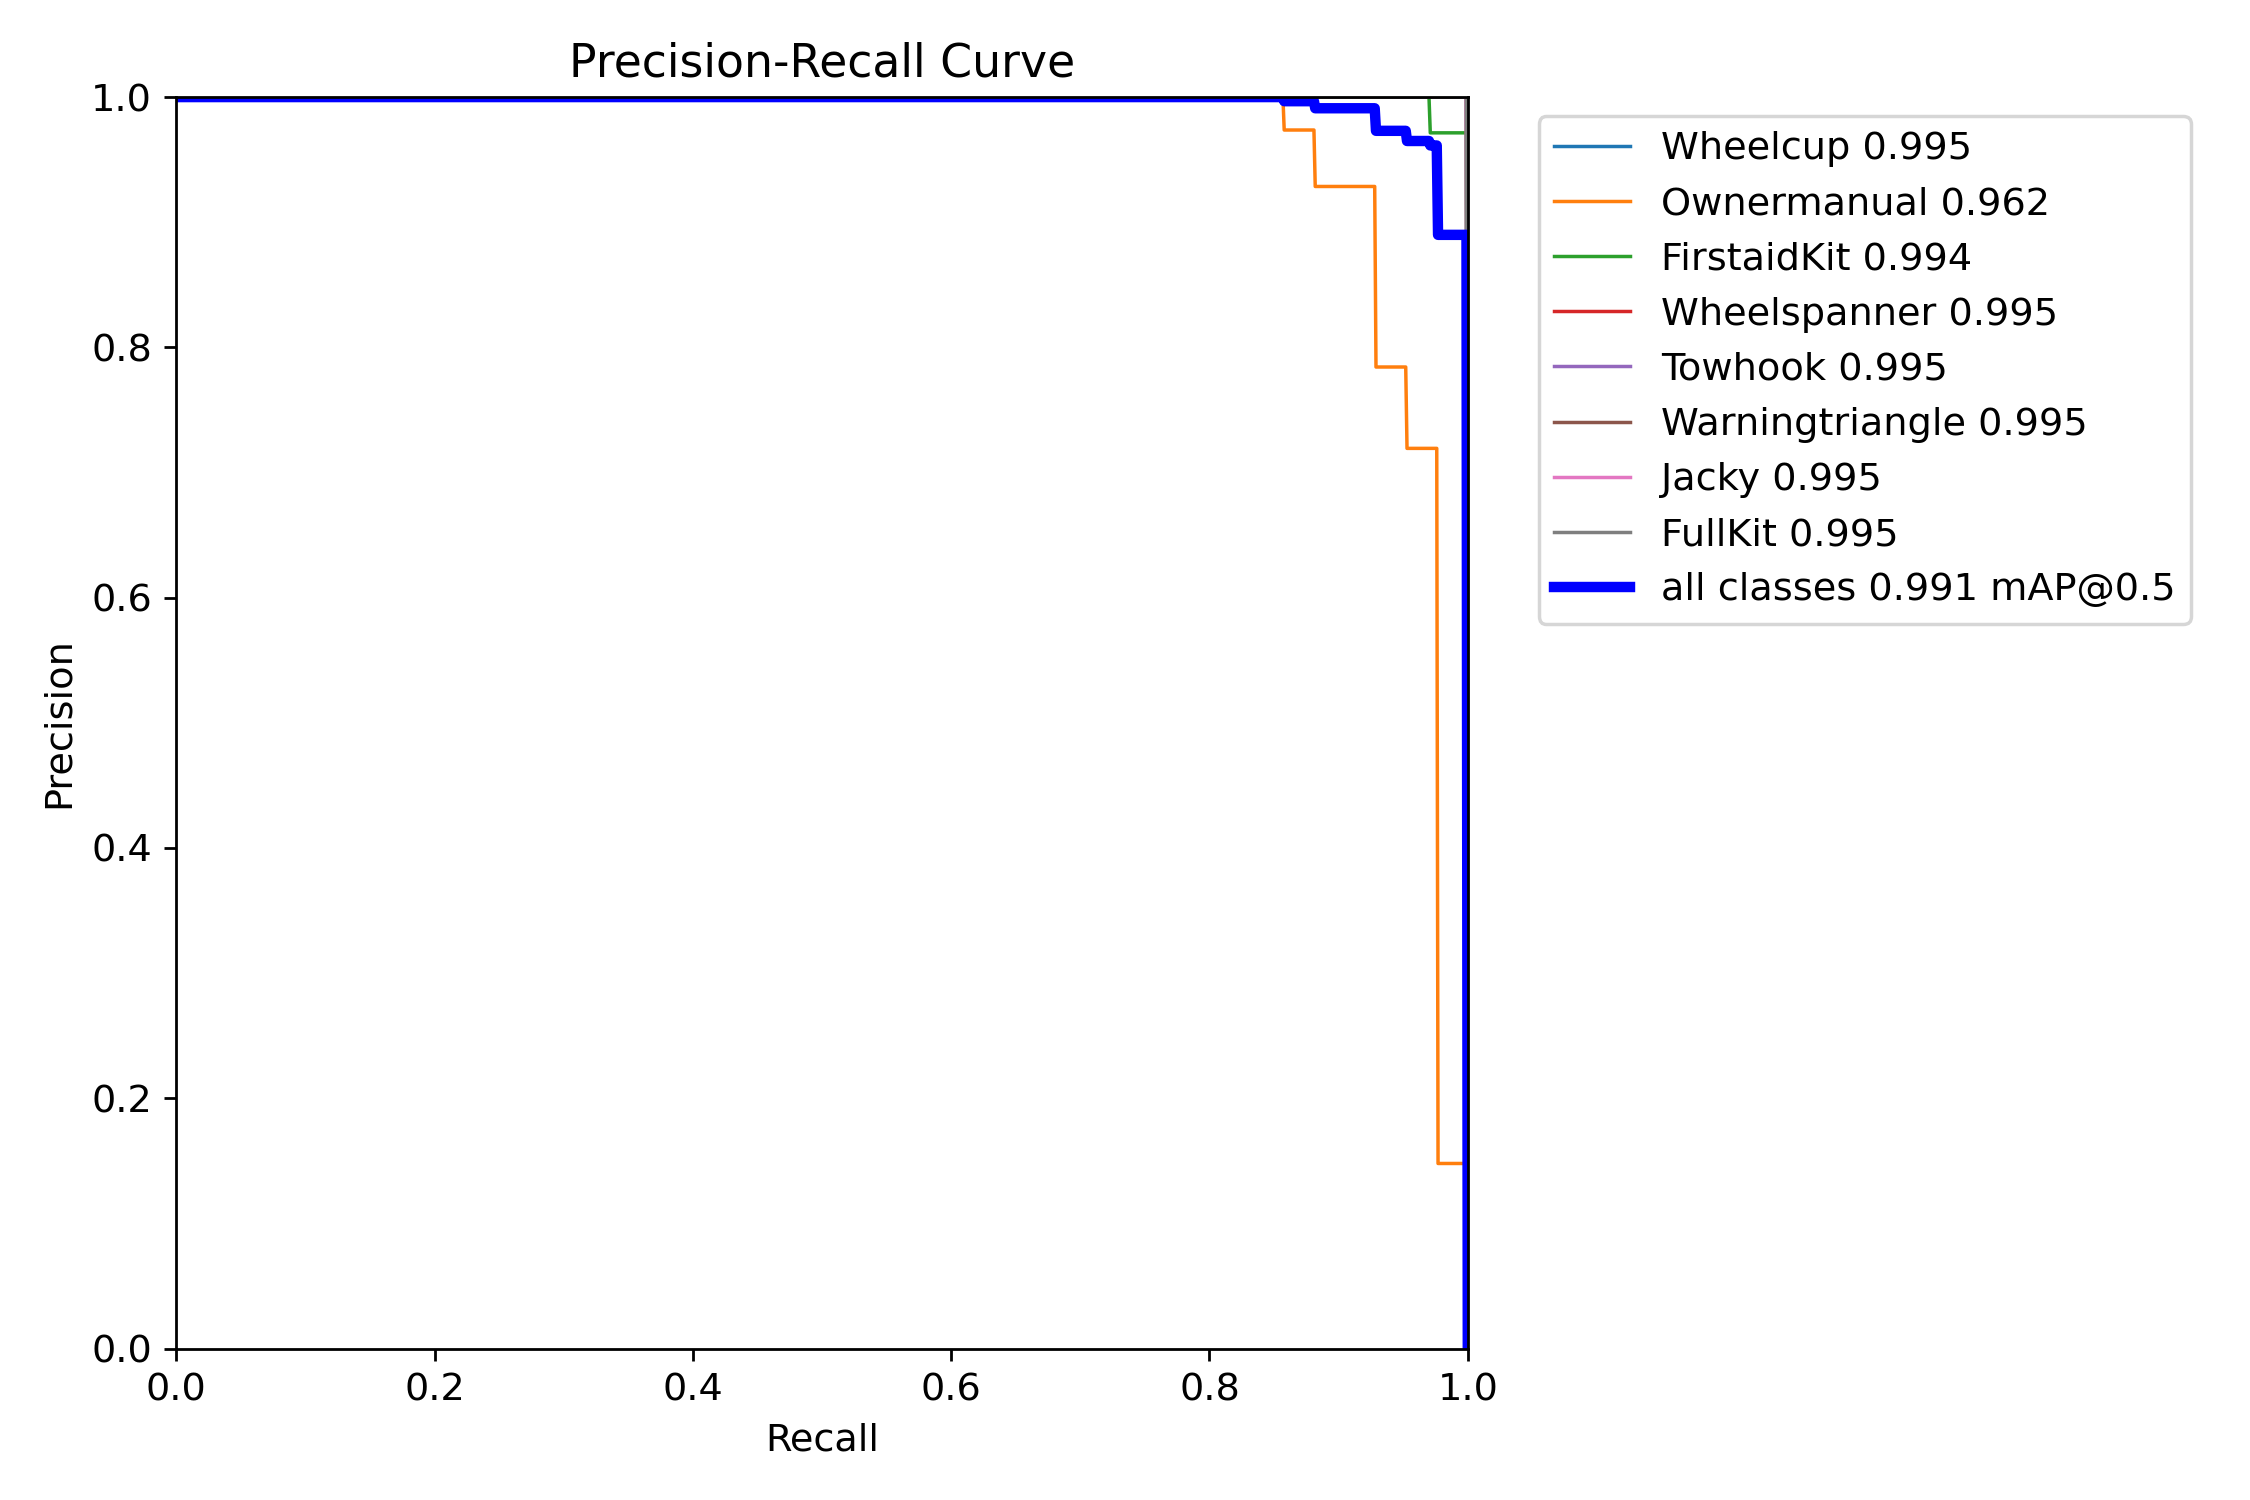 Precision-Recall Curve
1.0
0.8
0.6
0.4
0.2
0.0
Precision
0.0 0.2 0.4 0.6 0.8 1.0
Recall
Wheelcup 0.995
Ownermanual 0.962
FirstaidKit 0.994
Wheelspanner 0.995
Towhook 0.995
Warningtriangle 0.995
Jacky 0.995
FullKit 0.995
all classes 0.991 mAP@0.5